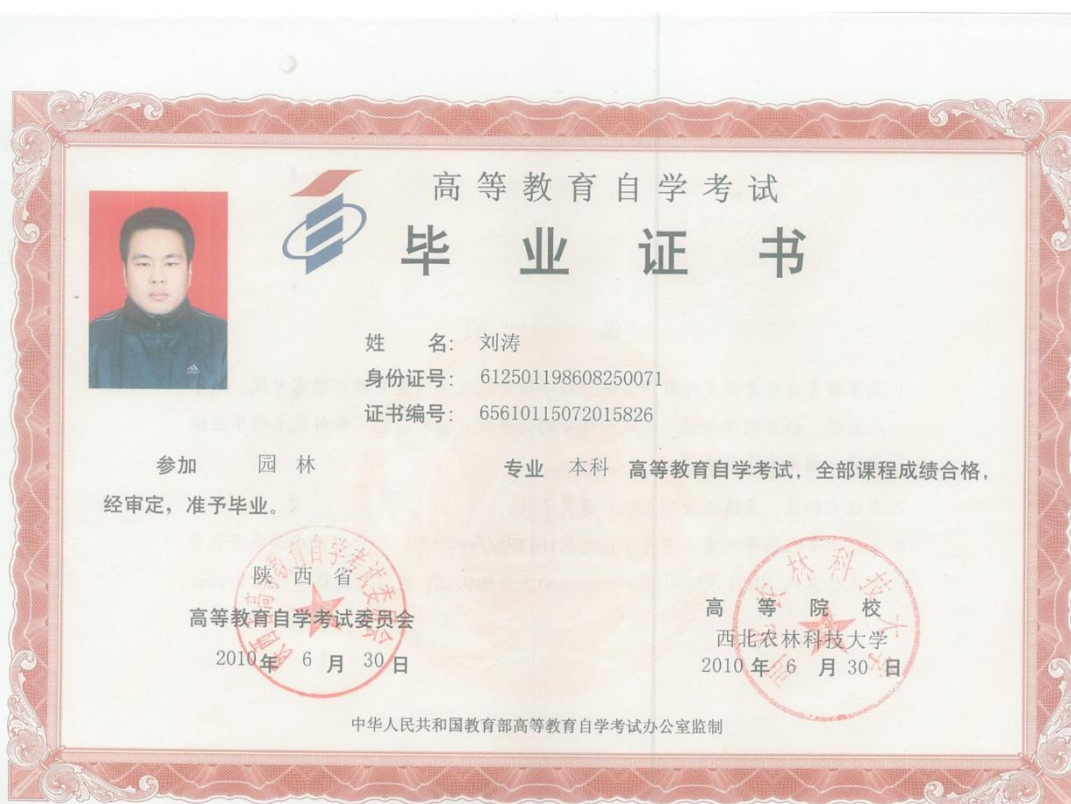 高等教育自学考试
毕业证书
姓 名: 刘涛
身份证号: 612501198608250071
证书编号: 65610115072015826
参加 园林 专业 本科 高等教育自学考试，全部课程成绩合格，
经审定，准予毕业。
陕西省
高等教育自学考试委员会
2010年 6 月 30 日
高等院校
西北农林科技大学
2010 年 6 月 30 日
中华人民共和国教育部高等教育自学考试办公室监制